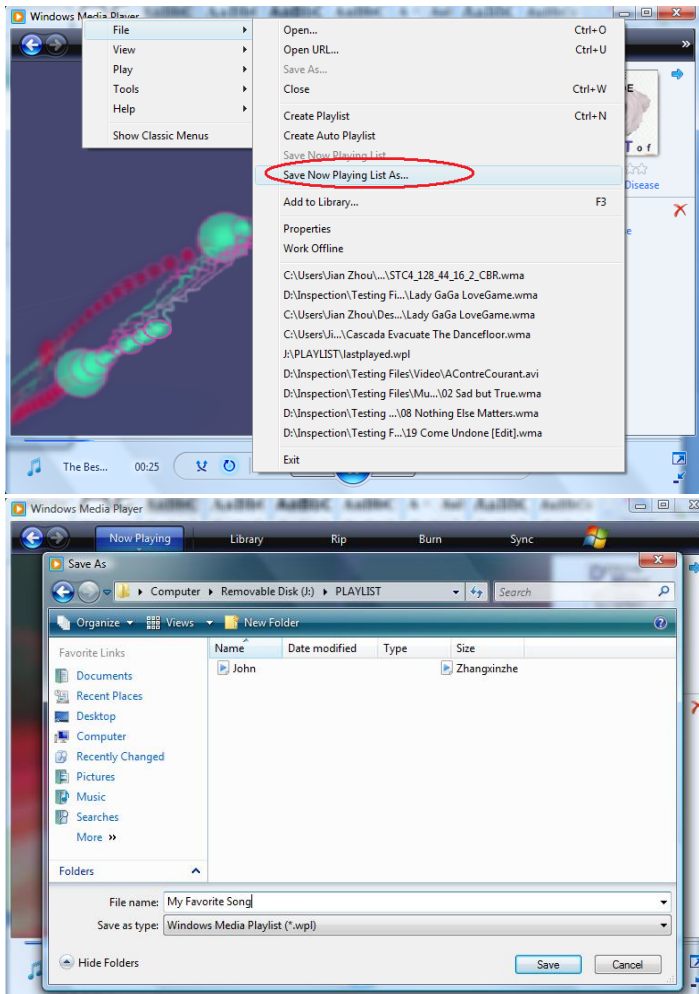 Windows Media Player
File
View
Play
Tools
Help
Show Classic Menus
Open... Ctrl+O
Open URL... Ctrl+U
Save As...
Close Ctrl+W
Create Playlist Ctrl+N
Create Auto Playlist
Save Now Playing List
Save Now Playing List As...
Add to Library... F3
Properties
Work Offline
C:\Users\Jian Zhou\...\STC4_128_44_16_2_CBR.wma
D:\Inspection\Testing Fi...\Lady GaGa LoveGame.wma
C:\Users\Jian Zhou\Des...\Lady GaGa LoveGame.wma
C:\Users\Ji...\Cascada Evacuate The Dancefloor.wma
J:\PLAYLIST\lastplayed.wpl
D:\Inspection\Testing Files\Video\AContreCourant.avi
D:\Inspection\Testing Files\Mu...\02 Sad but True.wma
D:\Inspection\Testing ...\08 Nothing Else Matters.wma
D:\Inspection\Testing F...\19 Come Undone [Edit].wma
Exit
T o f
Disease
The Bes... 00:25
Windows Media Player
Now Playing Library Rip Burn Sync
Save As
Computer Removable Disk (J:) PLAYLIST Search
Organize Views New Folder
Favorite Links
Documents
Recent Places
Desktop
Computer
Recently Changed
Pictures
Music
Searches
More »
Folders
Name Date modified Type Size
John Zhangxinzhe
File name: My Favorite Song
Save as type: Windows Media Playlist (*.wpl)
Hide Folders Save Cancel